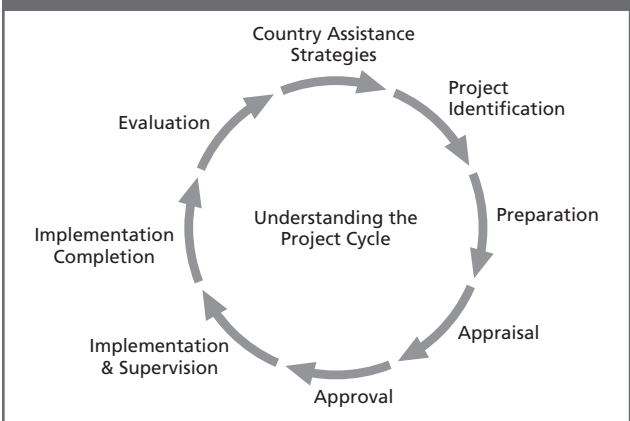 Country Assistance
Strategies
Project
Identification
Preparation
Appraisal
Approval
Implementation
& Supervision
Implementation
Completion
Evaluation
Understanding the
Project Cycle